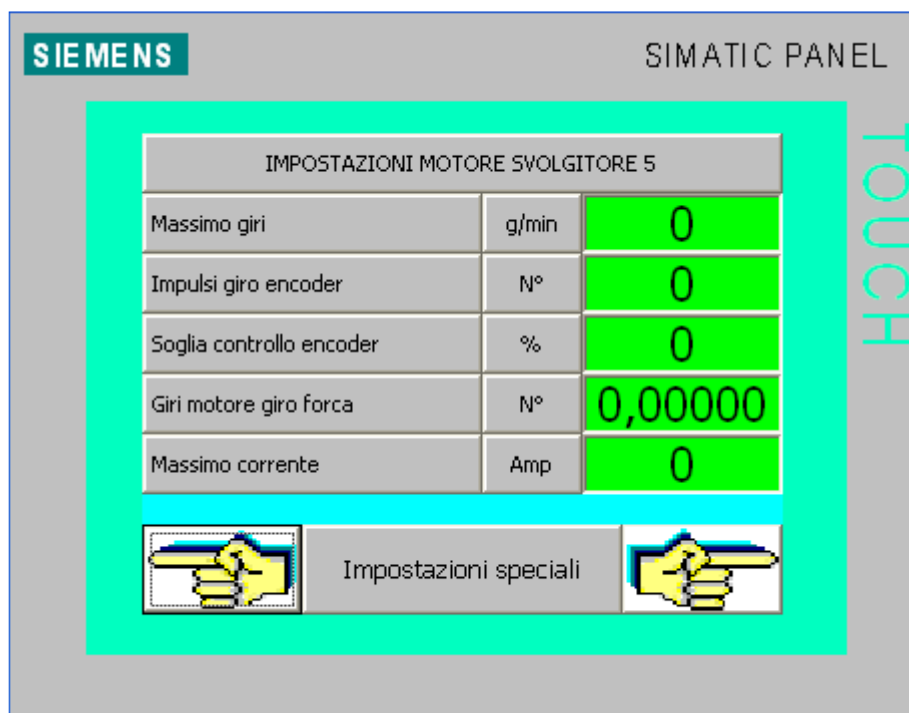 SIEMENS
SIMATIC PANEL
TOUCH
IMPOSTAZIONI MOTORE SVOLGITORE 5
Massimo giri g/min 0
Impulsi giro encoder N° 0
Soglia controllo encoder % 0
Giri motore giro forca N° 0,00000
Massimo corrente Amp 0
Impostazioni speciali